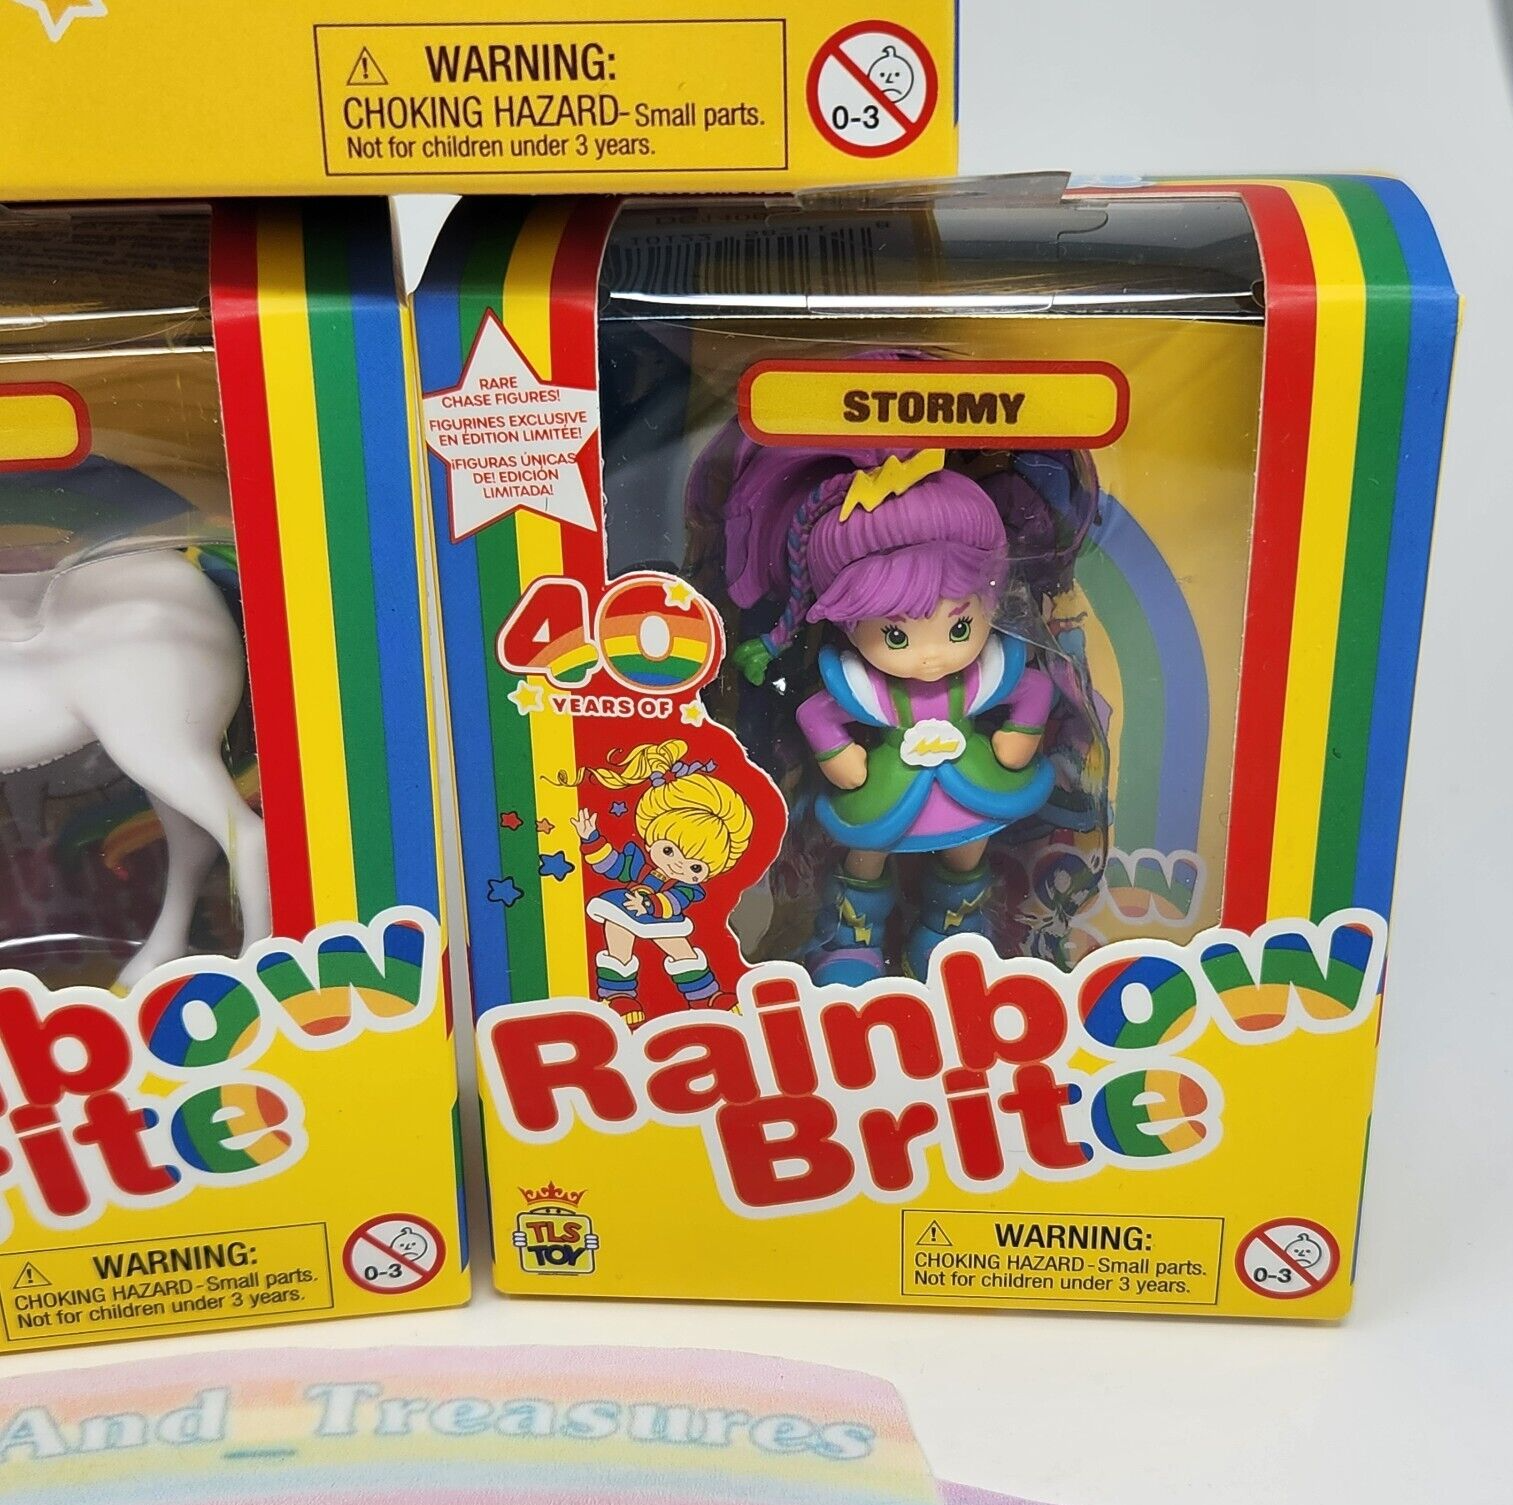 WARNING:
CHOKING HAZARD-Small parts.
Not for children under 3 years.
0-3
RARE
CHASE FIGURES!
FIGURINES EXCLUSIVE
EN ÉDITION LIMITÉE!
¡FIGURAS ÚNICAS
DE! EDICIÓN
LIMITADA!
STORMY
40
YEARS OF
Rainbow
Brite
TLS
TOY
WARNING:
CHOKING HAZARD-Small parts.
Not for children under 3 years.
0-3
bow
rite
WARNING:
CHOKING HAZARD-Small parts.
Not for children under 3 years.
0-3
And_Treasures